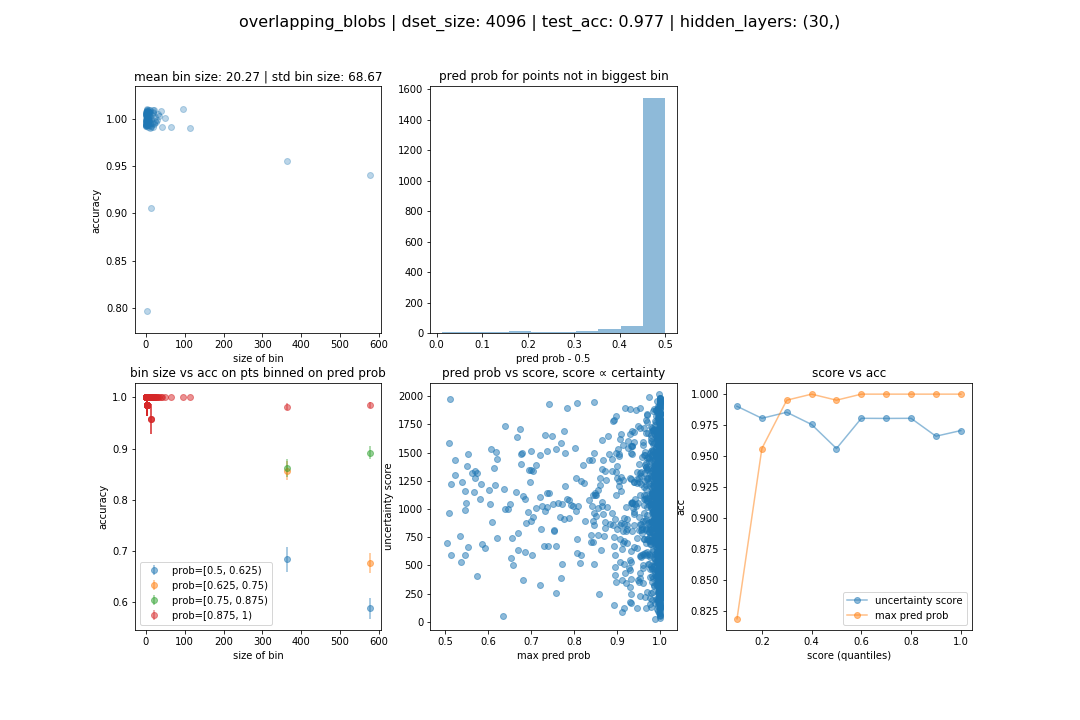 overlapping_blobs | dset_size: 4096 | test_acc: 0.977 | hidden_layers: (30,)
mean bin size: 20.27 | std bin size: 68.67
1.00
0.95
0.90
0.85
0.80
accuracy
0 100 200 300 400 500 600
size of bin
pred prob for points not in biggest bin
1600
1400
1200
1000
800
600
400
200
0
0.0 0.1 0.2 0.3 0.4 0.5
pred prob - 0.5
bin size vs acc on pts binned on pred prob
1.0
0.9
0.8
0.7
0.6
accuracy
prob=[0.5, 0.625)
prob=[0.625, 0.75)
prob=[0.75, 0.875)
prob=[0.875, 1)
0 100 200 300 400 500 600
size of bin
pred prob vs score, score ∝ certainty
2000
1750
1500
1250
1000
750
500
250
0
uncertainty score
0.5 0.6 0.7 0.8 0.9 1.0
max pred prob
score vs acc
1.000
0.975
0.950
0.925
0.900
0.875
0.850
0.825
acc
uncertainty score
max pred prob
0.2 0.4 0.6 0.8 1.0
score (quantiles)